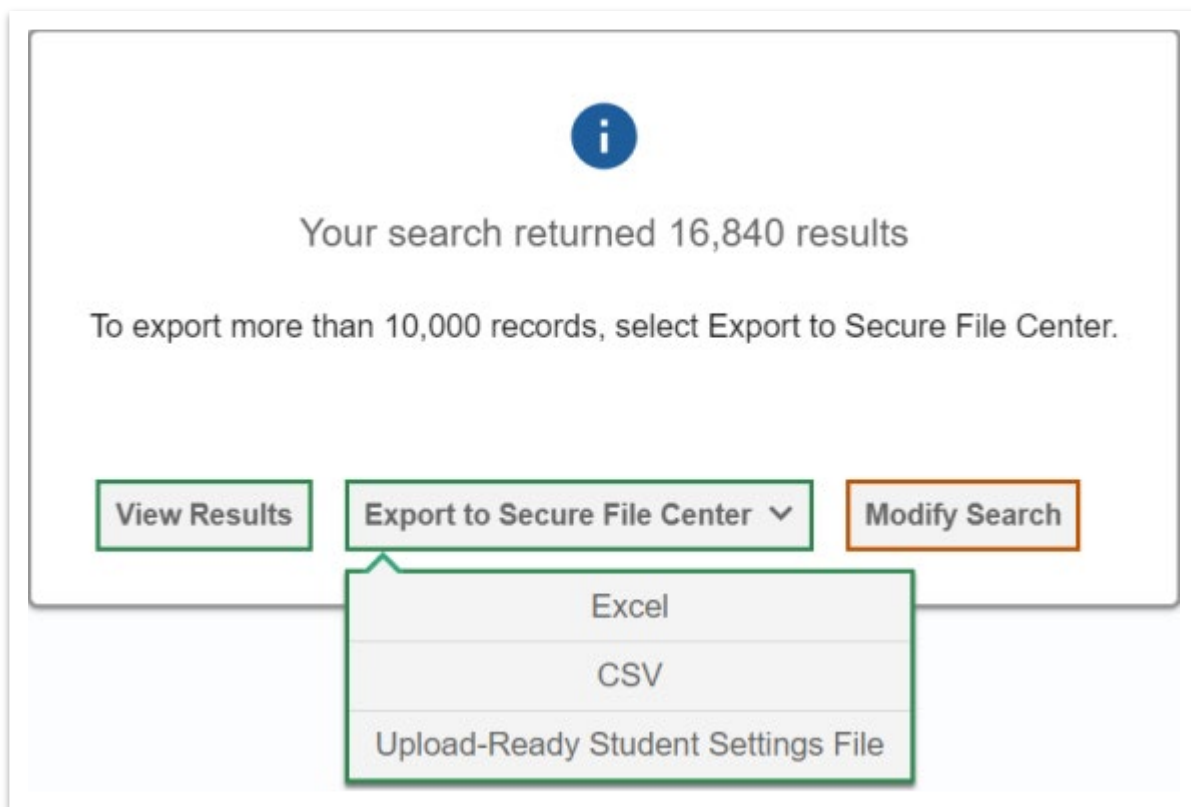 i
Your search returned 16,840 results
To export more than 10,000 records, select Export to Secure File Center.
View Results
Export to Secure File Center
Modify Search
Excel
CSV
Upload-Ready Student Settings File